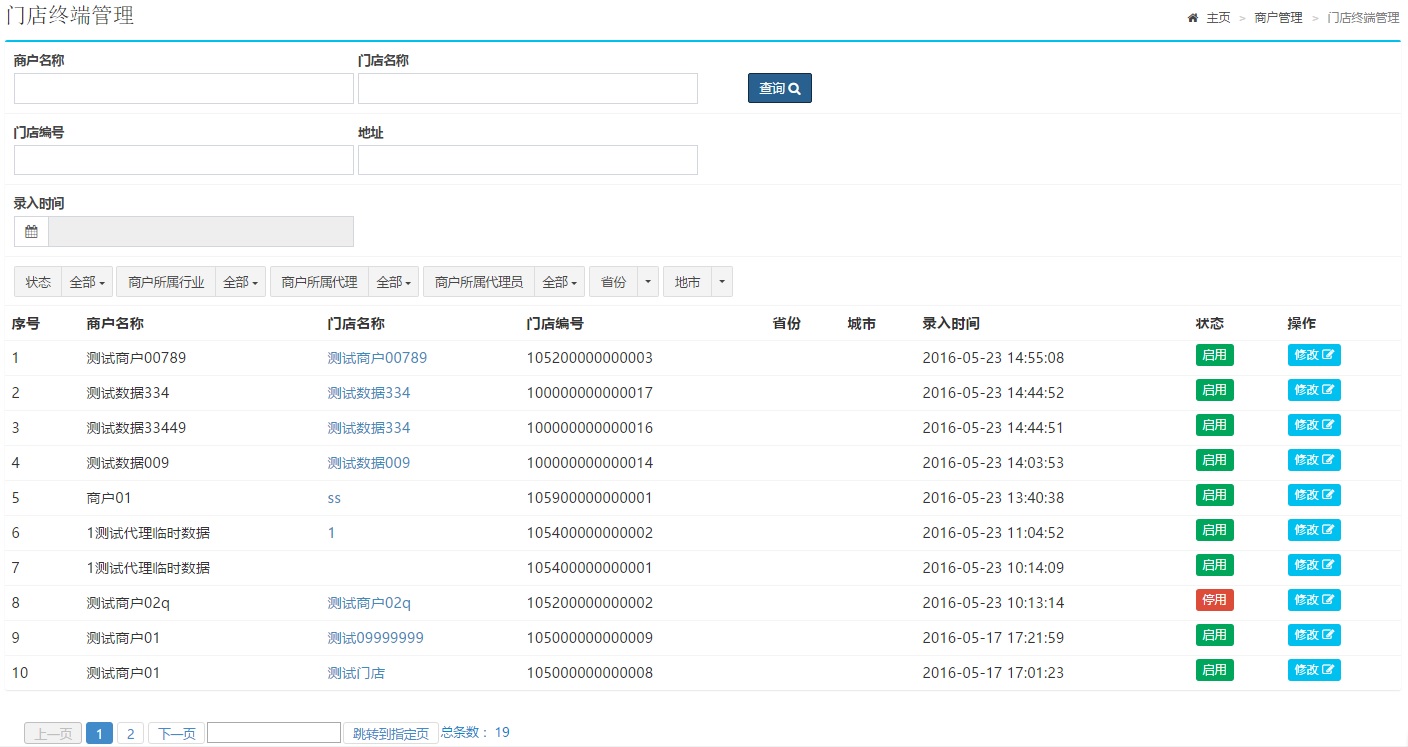 门店终端管理
主页 > 商户管理 > 门店终端管理
商户名称 门店名称
查询
门店编号 地址
录入时间
状态 全部 商户所属行业 全部 商户所属代理 全部 商户所属代理员 全部 省份 地市
序号 商户名称 门店名称 门店编号 省份 城市 录入时间 状态 操作
1 测试商户00789 测试商户00789 105200000000003 2016-05-23 14:55:08 启用 修改
2 测试数据334 测试数据334 100000000000017 2016-05-23 14:44:52 启用 修改
3 测试数据33449 测试数据334 100000000000016 2016-05-23 14:44:51 启用 修改
4 测试数据009 测试数据009 100000000000014 2016-05-23 14:03:53 启用 修改
5 商户01 ss 105900000000001 2016-05-23 13:40:38 启用 修改
6 1测试代理临时数据 1 105400000000002 2016-05-23 11:04:52 启用 修改
7 1测试代理临时数据 105400000000001 2016-05-23 10:14:09 启用 修改
8 测试商户02q 测试商户02q 105200000000002 2016-05-23 10:13:14 停用 修改
9 测试商户01 测试09999999 105000000000009 2016-05-17 17:21:59 启用 修改
10 测试商户01 测试门店 105000000000008 2016-05-17 17:01:23 启用 修改
上一页 1 2 下一页 跳转到指定页 总条数： 19